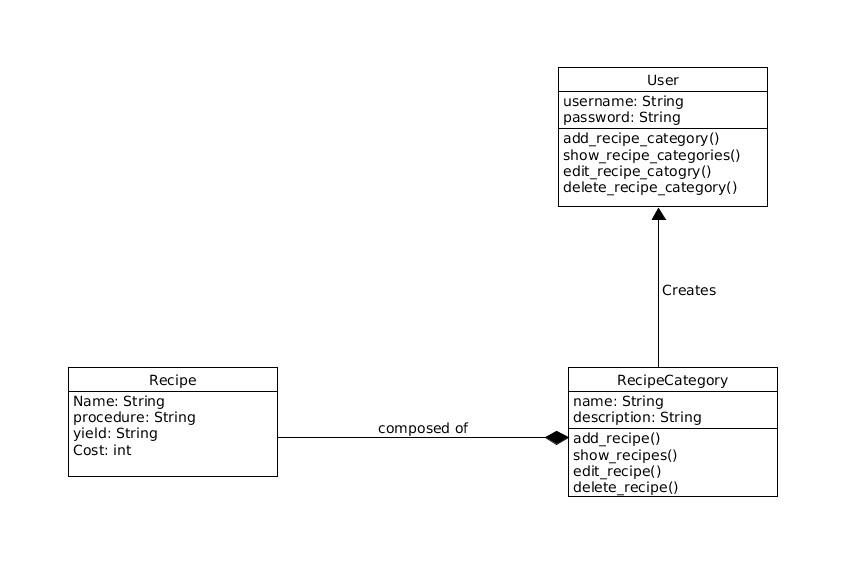 User
username: String
password: String
add_recipe_category()
show_recipe_categories()
edit_recipe_catogry()
delete_recipe_category()
Creates
Recipe
Name: String
procedure: String
yield: String
Cost: int
composed of
RecipeCategory
name: String
description: String
add_recipe()
show_recipes()
edit_recipe()
delete_recipe()